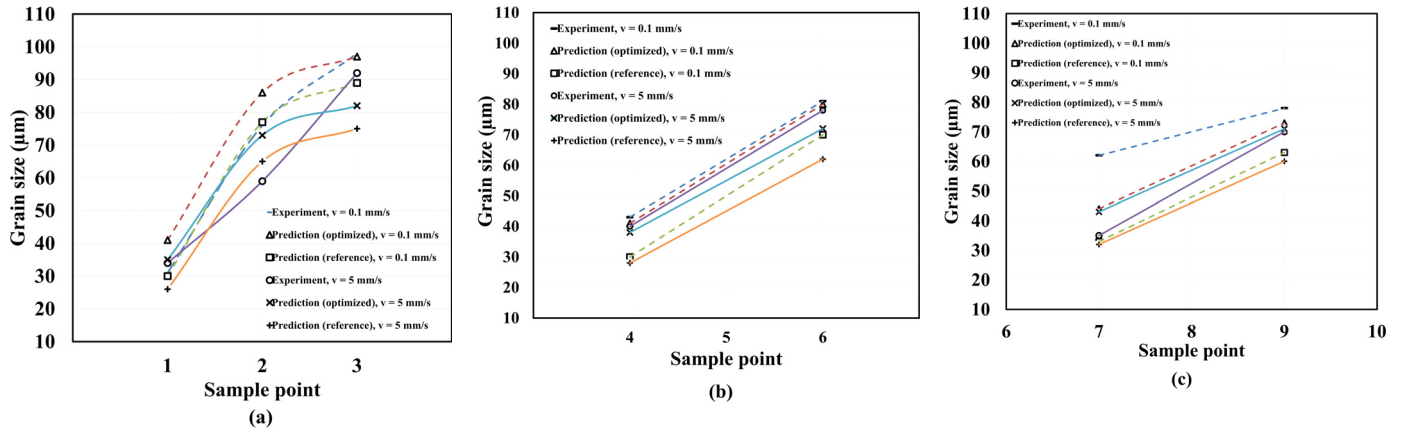 110
100
90
80
70
60
50
40
30
20
10
Grain size (µm)
Experiment, v = 0.1 mm/s
Prediction (optimized), v = 0.1 mm/s
Prediction (reference), v = 0.1 mm/s
Experiment, v = 5 mm/s
Prediction (optimized), v = 5 mm/s
Prediction (reference), v = 5 mm/s
1 2 3
Sample point
(a)
110
100
90
80
70
60
50
40
30
20
10
Grain size (µm)
Experiment, v = 0.1 mm/s
Prediction (optimized), v = 0.1 mm/s
Prediction (reference), v = 0.1 mm/s
Experiment, v = 5 mm/s
Prediction (optimized), v = 5 mm/s
Prediction (reference), v = 5 mm/s
4 5 6
Sample point
(b)
110
100
90
80
70
60
50
40
30
20
10
Grain size (µm)
Experiment, v = 0.1 mm/s
Prediction (optimized), v = 0.1 mm/s
Prediction (reference), v = 0.1 mm/s
Experiment, v = 5 mm/s
Prediction (optimized), v = 5 mm/s
Prediction (reference), v = 5 mm/s
6 7 8 9 10
Sample point
(c)